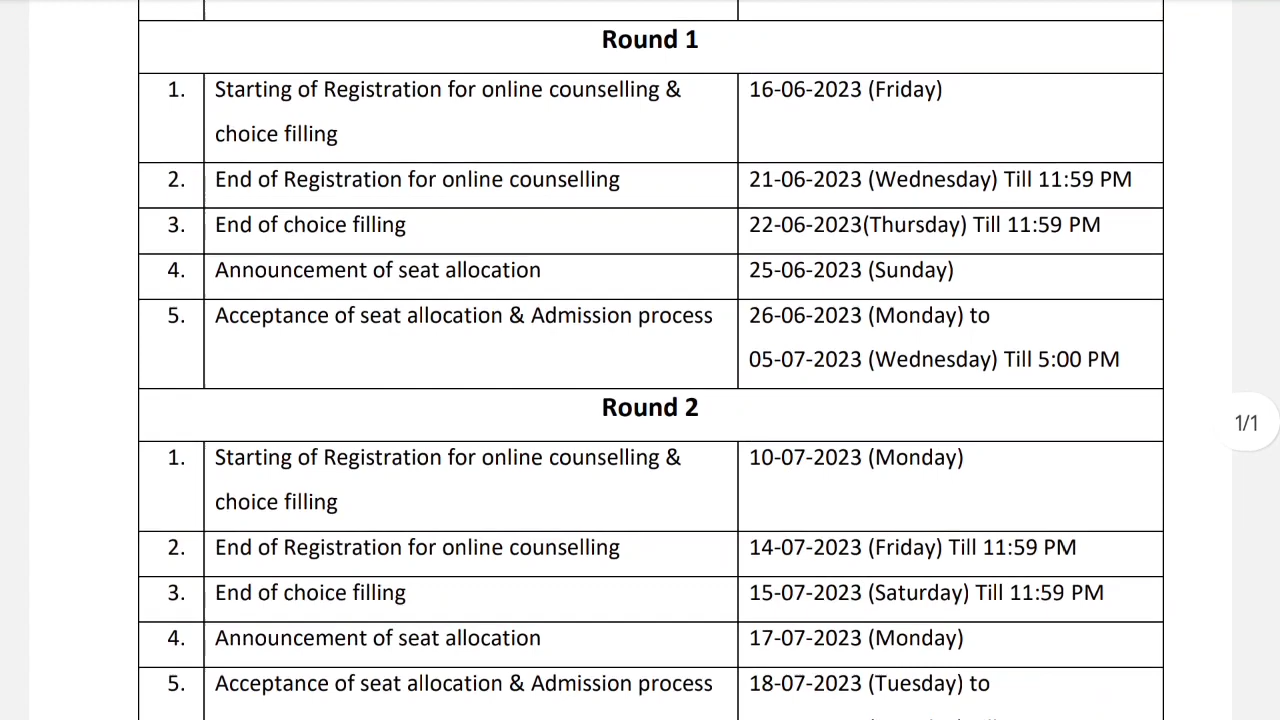 Round 1
1. Starting of Registration for online counselling & 16-06-2023 (Friday)
choice filling
2. End of Registration for online counselling 21-06-2023 (Wednesday) Till 11:59 PM
3. End of choice filling 22-06-2023(Thursday) Till 11:59 PM
4. Announcement of seat allocation 25-06-2023 (Sunday)
5. Acceptance of seat allocation & Admission process 26-06-2023 (Monday) to
05-07-2023 (Wednesday) Till 5:00 PM
Round 2
1/1
1. Starting of Registration for online counselling & 10-07-2023 (Monday)
choice filling
2. End of Registration for online counselling 14-07-2023 (Friday) Till 11:59 PM
3. End of choice filling 15-07-2023 (Saturday) Till 11:59 PM
4. Announcement of seat allocation 17-07-2023 (Monday)
5. Acceptance of seat allocation & Admission process 18-07-2023 (Tuesday) to